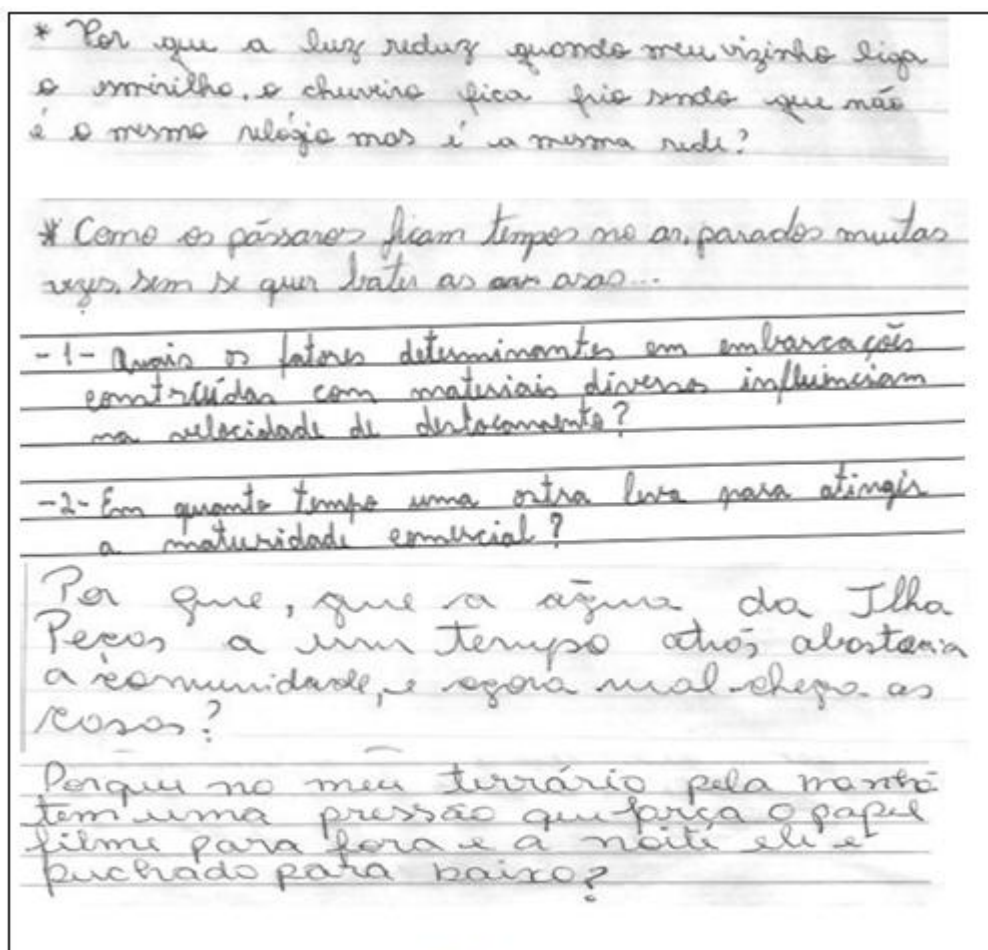 * Por que a luz reduz quando meu vizinho liga
o esmirilho. o chuveiro fica frio sendo que não
é o mesmo relógio mas é a mesma rede?
* Como os pássaros ficam tempos no ar, parados muitas
vezes, sem se quer bater as asas...
-1- Quais os fatores determinantes em embarcações
construídas com materiais diversos influenciam
na velocidade de deslocamento?
-2- Em quanto tempo uma ostra leva para atingir
a maturidade comercial?
Por que, que a água da Ilha
Peças a um tempo atrás abastecia
a comunidade, e agora mal chega as
casas?
Porque no meu terrário pela manhã
tem uma pressão que força o papel
filme para fora e a noite ele é
puchado para baixo?